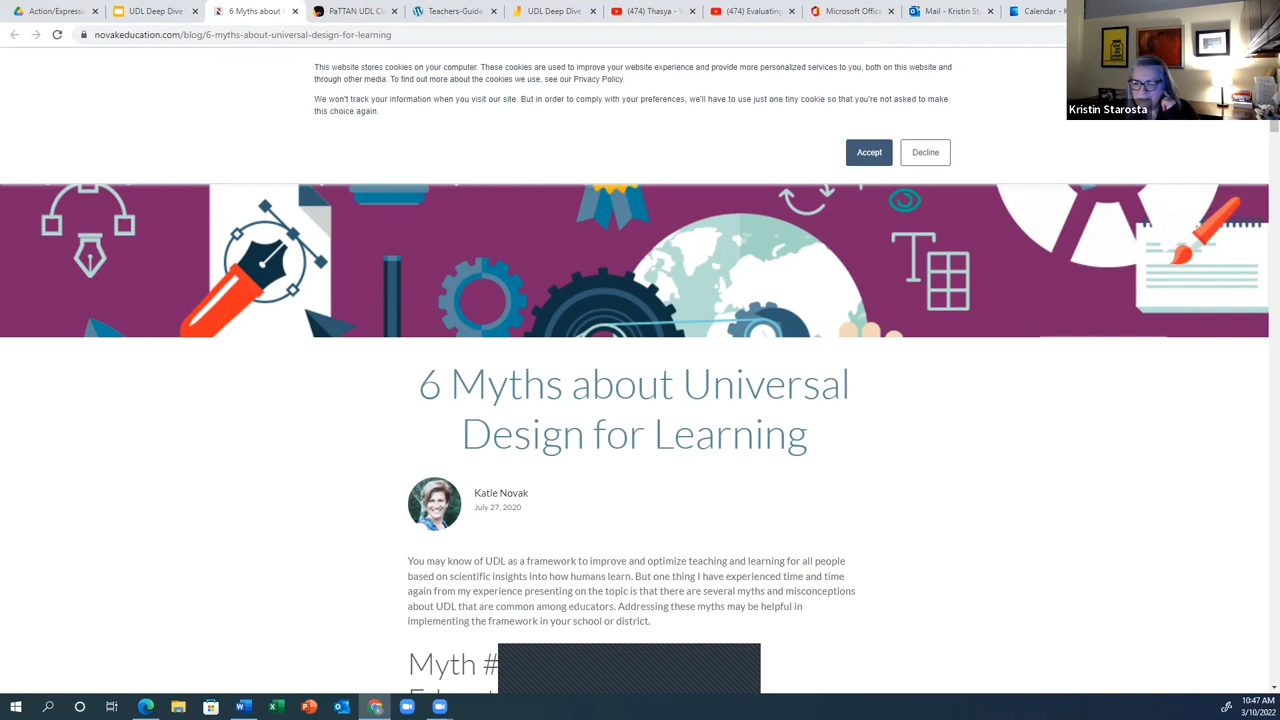 Action/Express
UDL Deep Dive
6 Myths about U
PaTTAN UDL Cl
Teachers-Guide-
UDL Deep Dive
(474) Thasya - Y
(474) Evaluating
Microsoft Office
Mail - Kristin Sta
Calendar - K
novakeducation.com/blog/6-myths-about-universal-design-for-learning
This website stores cookies on your computer. These cookies are used to improve your website experience and provide more personalized services to you, both on this website and
through other media. To find out more about the cookies we use, see our Privacy Policy.
We won't track your information when you visit our site. But in order to comply with your preferences, we'll have to use just one tiny cookie so that you're not asked to make
this choice again.
Accept
Decline
Kristin Starosta
T
6 Myths about Universal
Design for Learning
Katie Novak
July 27, 2020
You may know of UDL as a framework to improve and optimize teaching and learning for all people
based on scientific insights into how humans learn. But one thing I have experienced time and time
again from my experience presenting on the topic is that there are several myths and misconceptions
about UDL that are common among educators. Addressing these myths may be helpful in
implementing the framework in your school or district.
Myth #
10:47 AM
3/10/2022